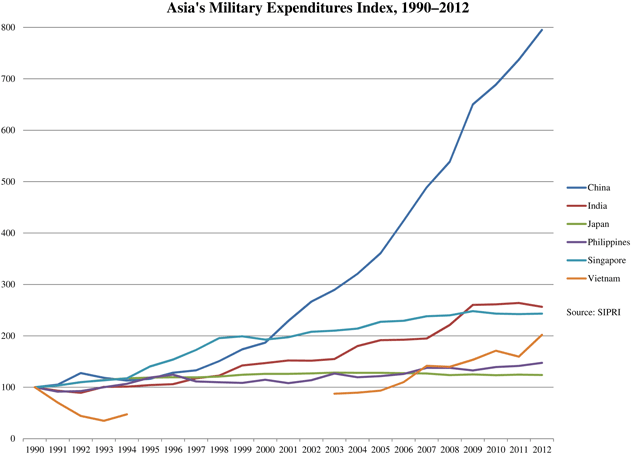 Asia's Military Expenditures Index, 1990–2012
800
700
600
500
400
300
200
100
0
1990 1991 1992 1993 1994 1995 1996 1997 1998 1999 2000 2001 2002 2003 2004 2005 2006 2007 2008 2009 2010 2011 2012
China
India
Japan
Philippines
Singapore
Vietnam
Source: SIPRI